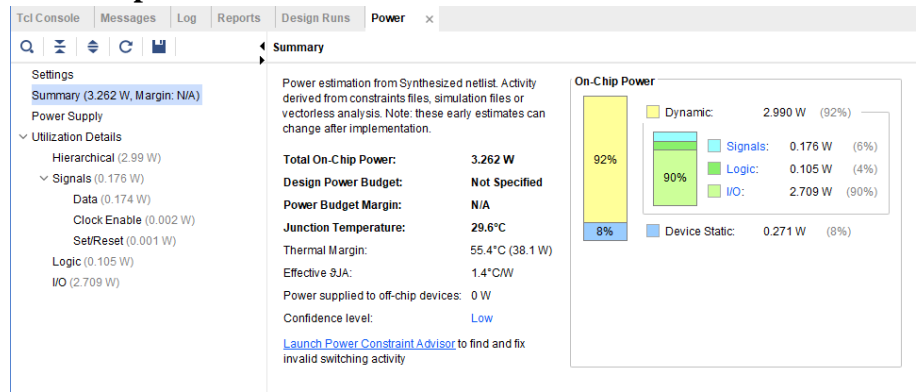 Tcl Console Messages Log Reports Design Runs Power ×
Summary
Settings
Summary (3.262 W, Margin: N/A)
Power Supply
Utilization Details
Hierarchical (2.99 W)
Signals (0.176 W)
Data (0.174 W)
Clock Enable (0.002 W)
Set/Reset (0.001 W)
Logic (0.105 W)
I/O (2.709 W)
Power estimation from Synthesized netlist. Activity
derived from constraints files, simulation files or
vectorless analysis. Note: these early estimates can
change after implementation.
Total On-Chip Power: 3.262 W
Design Power Budget: Not Specified
Power Budget Margin: N/A
Junction Temperature: 29.6°C
Thermal Margin: 55.4°C (38.1 W)
Effective ϑJA: 1.4°C/W
Power supplied to off-chip devices: 0 W
Confidence level: Low
Launch Power Constraint Advisor to find and fix
invalid switching activity
On-Chip Power
Dynamic: 2.990 W (92%)
Signals: 0.176 W (6%)
92%
90%
Logic: 0.105 W (4%)
I/O: 2.709 W (90%)
8%
Device Static: 0.271 W (8%)